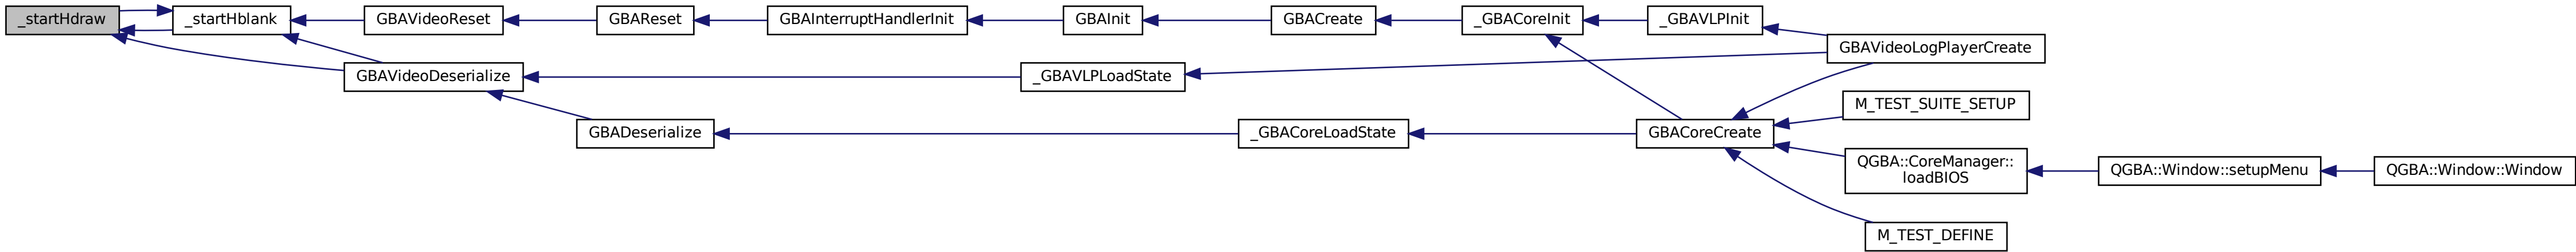 _startHdraw
_startHblank
GBAVideoReset
GBAReset
GBAInterruptHandlerInit
GBAInit
GBACreate
_GBACoreInit
_GBAVLPInit
GBAVideoLogPlayerCreate
GBAVideoDeserialize
_GBAVLPLoadState
M_TEST_SUITE_SETUP
GBADeserialize
_GBACoreLoadState
GBACoreCreate
QGBA::CoreManager::
loadBIOS
QGBA::Window::setupMenu
QGBA::Window::Window
M_TEST_DEFINE